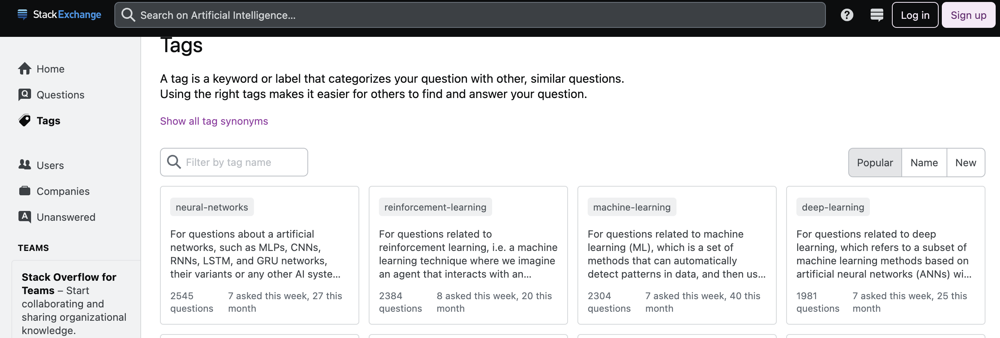 StackExchange
Search on Artificial Intelligence...
?
Log in
Sign up
Home
Q
Questions
Tags
Users
Companies
A
Unanswered
TEAMS
Stack Overflow for
Teams – Start
collaborating and
sharing organizational
knowledge.
Tags
A tag is a keyword or label that categorizes your question with other, similar questions.
Using the right tags makes it easier for others to find and answer your question.
Show all tag synonyms
Filter by tag name
Popular
Name
New
neural-networks
For questions about a artificial
networks, such as MLPs, CNNs,
RNNs, LSTM, and GRU networks,
their variants or any other AI syste...
2545
questions
7 asked this week, 27 this
month
reinforcement-learning
For questions related to
reinforcement learning, i.e. a machine
learning technique where we imagine
an agent that interacts with an...
2384
questions
8 asked this week, 20 this
month
machine-learning
For questions related to machine
learning (ML), which is a set of
methods that can automatically
detect patterns in data, and then us...
2304
questions
7 asked this week, 40 this
month
deep-learning
For questions related to deep
learning, which refers to a subset of
machine learning methods based on
artificial neural networks (ANNs) wi...
1981
questions
7 asked this week, 25 this
month